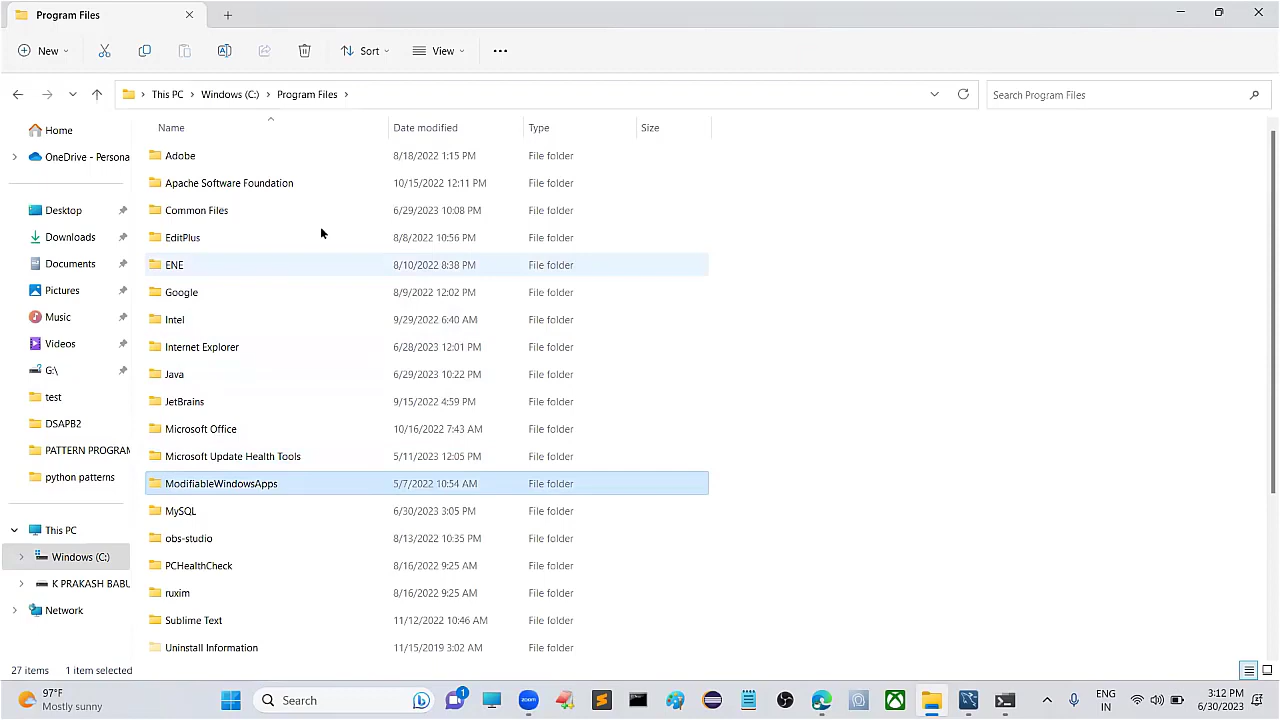 Program Files
New
Sort
View
This PC > Windows (C:) > Program Files >
Search Program Files
Name Date modified Type Size
Home
OneDrive - Persona
Desktop
Downloads
Documents
Pictures
Music
Videos
G:\
test
DSAPB2
PATTERN PROGRAM
python patterns
This PC
Windows (C:)
K PRAKASH BABU
Network
Adobe 8/18/2022 1:15 PM File folder
Apache Software Foundation 10/15/2022 12:11 PM File folder
Common Files 6/29/2023 10:08 PM File folder
EditPlus 8/8/2022 10:56 PM File folder
ENE 8/10/2022 8:38 PM File folder
Google 8/9/2022 12:02 PM File folder
Intel 9/29/2022 6:40 AM File folder
Internet Explorer 6/28/2023 12:01 PM File folder
Java 6/29/2023 10:22 PM File folder
JetBrains 9/15/2022 4:59 PM File folder
Microsoft Office 10/16/2022 7:43 AM File folder
Microsoft Update Health Tools 5/11/2023 12:05 PM File folder
ModifiableWindowsApps 5/7/2022 10:54 AM File folder
MySQL 6/30/2023 3:05 PM File folder
obs-studio 8/13/2022 10:35 PM File folder
PCHealthCheck 8/16/2022 9:25 AM File folder
ruxim 8/16/2022 9:25 AM File folder
Sublime Text 11/12/2022 10:46 AM File folder
Uninstall Information 11/15/2019 3:02 AM File folder
27 items 1 item selected
97°F
Mostly sunny
Search
1
zoom
ENG
IN
3:12 PM
6/30/2023